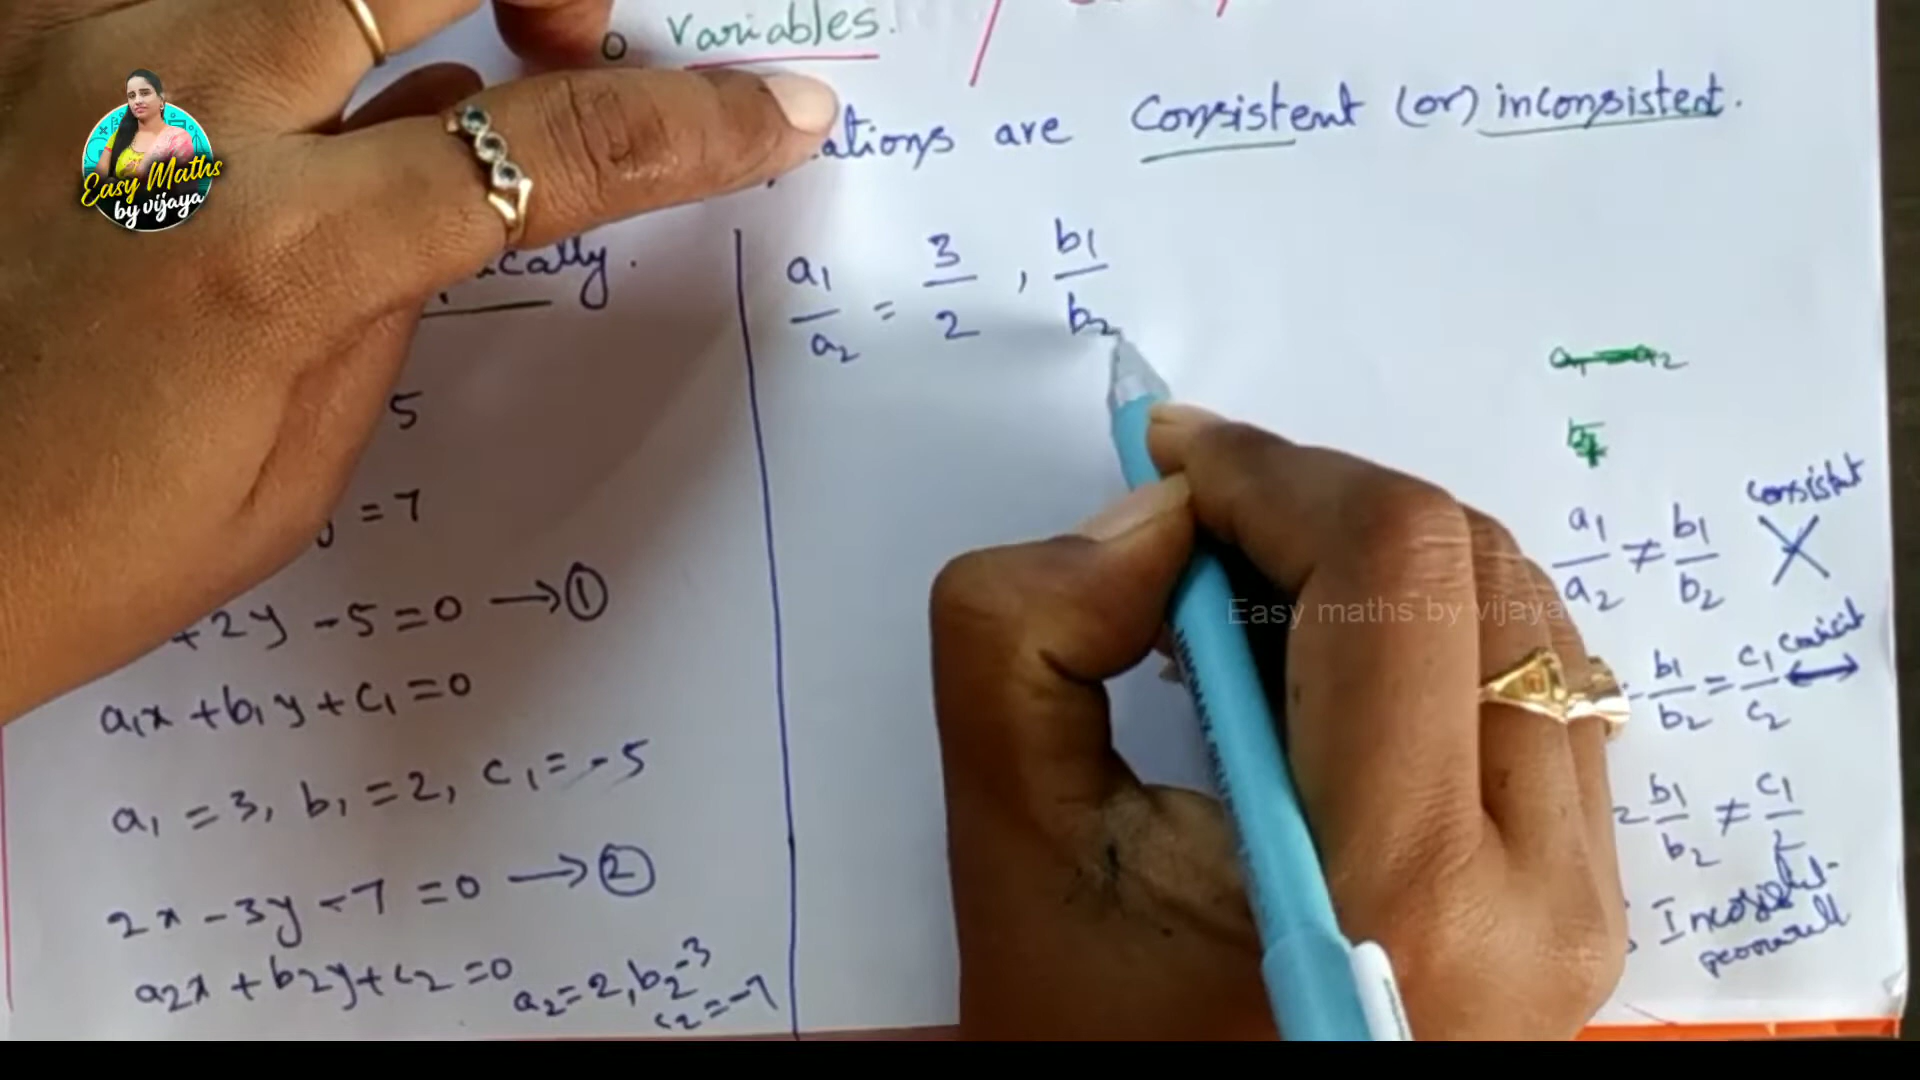 variables.
ations are consistent (or) inconsistent.
Easy Maths
by vijaya
cally.
a1/a2 = 3/2, b1/b2
5
= 7
+2y -5=0 → ①
a1x + b1y + c1 = 0
a1 = 3, b1 = 2, c1 = -5
2x - 3y - 7 = 0 → ②
a2x + b2y + c2 = 0
a2 = 2, b2 -3
c2 = -7
a1 a2
consistent
a1/a2 ≠ b1/b2
Easy maths by vijaya
b1/b2 = c1/c2
b1/b2 ≠ c1/